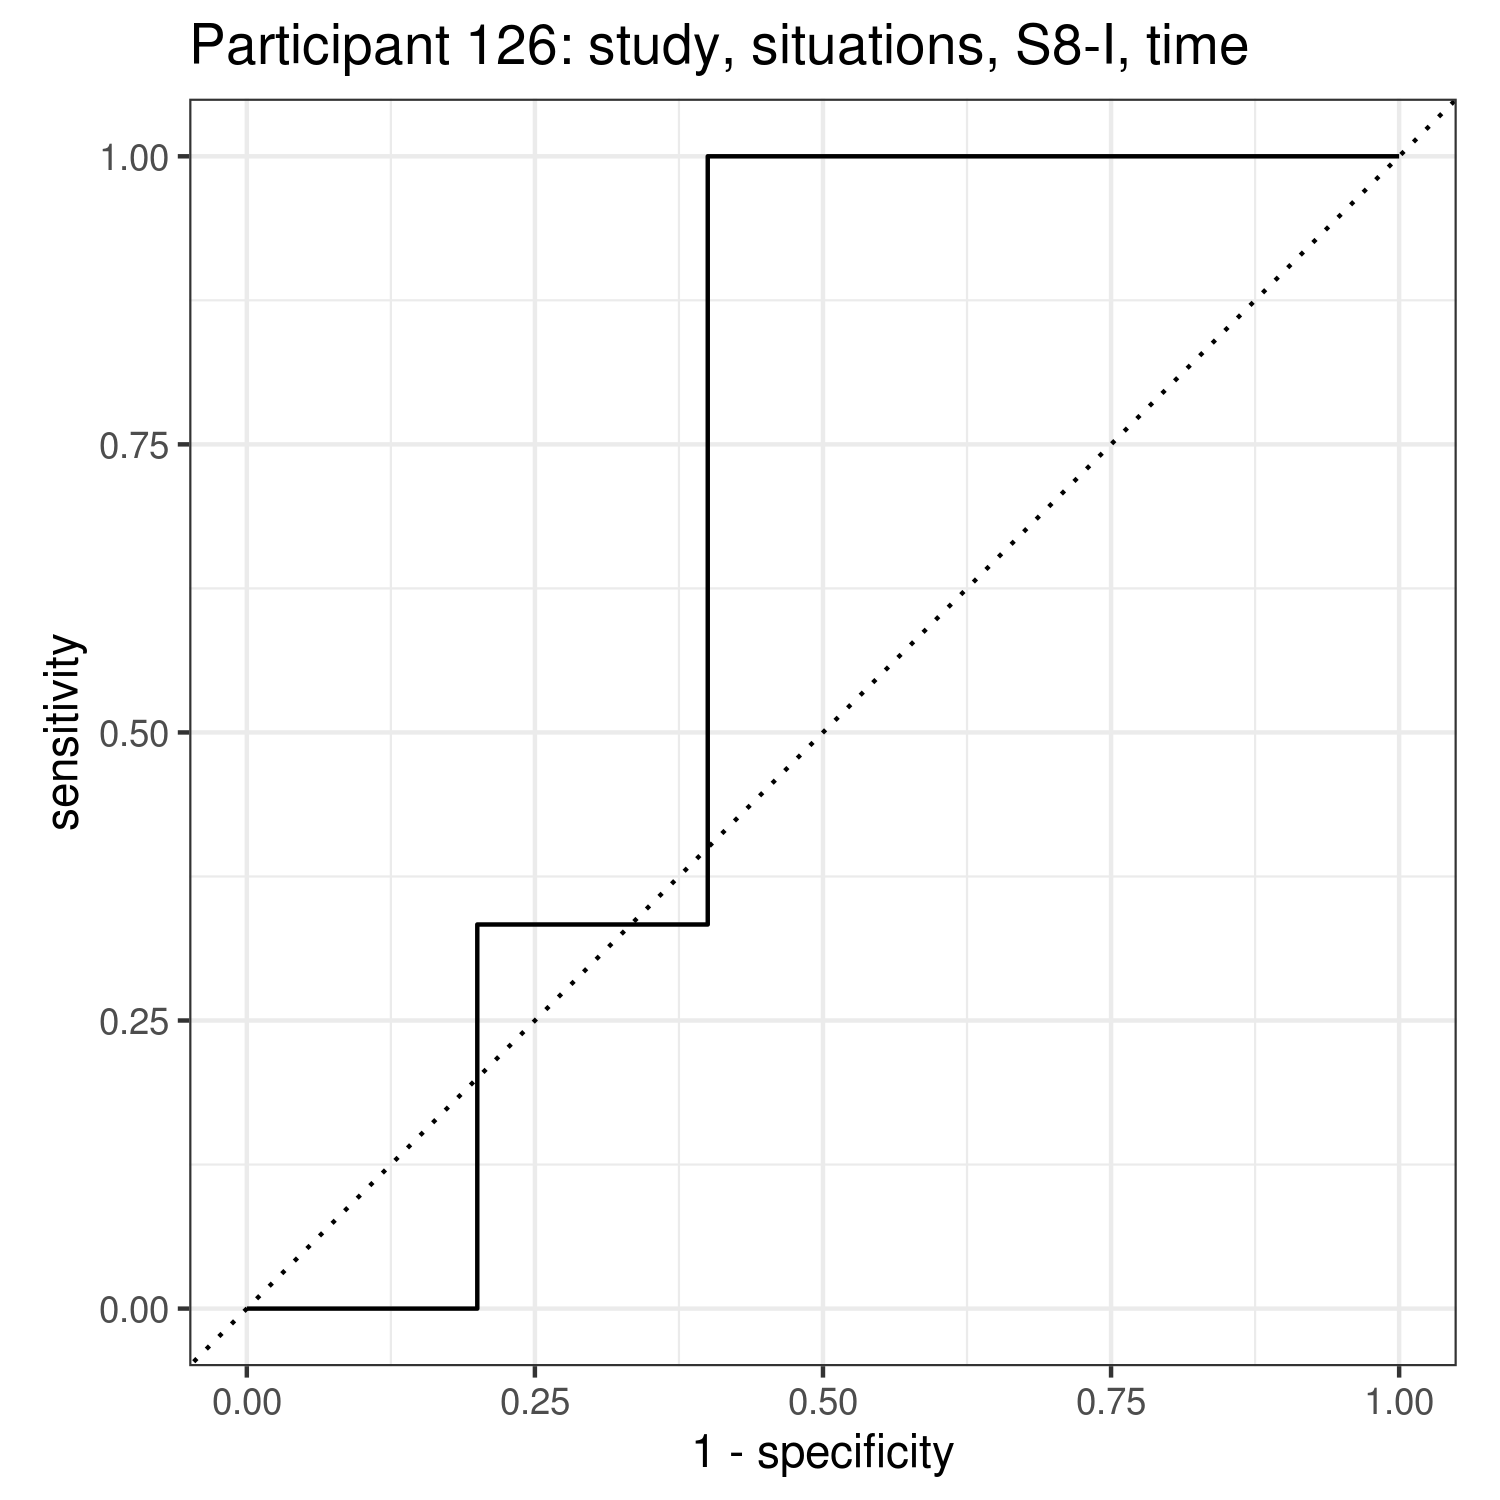 Participant 126: study, situations, S8-I, time
1.00
0.75
0.50
0.25
0.00
sensitivity
0.00 0.25 0.50 0.75 1.00
1 - specificity